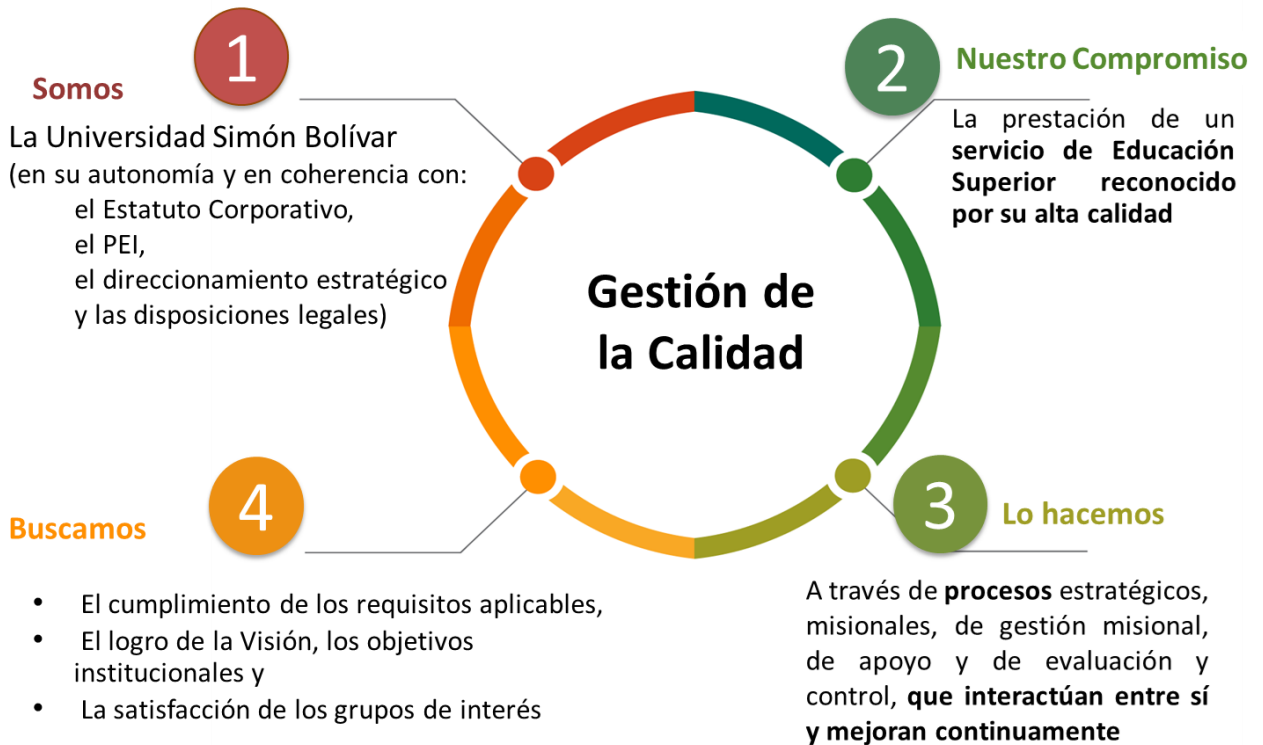 1
Somos
La Universidad Simón Bolívar
(en su autonomía y en coherencia con:
el Estatuto Corporativo,
el PEI,
el direccionamiento estratégico
y las disposiciones legales)
2
Nuestro Compromiso
La prestación de un
servicio de Educación
Superior reconocido
por su alta calidad
Gestión de
la Calidad
3
Lo hacemos
A través de procesos estratégicos,
misionales, de gestión misional,
de apoyo y de evaluación y
control, que interactúan entre sí
y mejoran continuamente
4
Buscamos
• El cumplimiento de los requisitos aplicables,
• El logro de la Visión, los objetivos
institucionales y
• La satisfacción de los grupos de interés